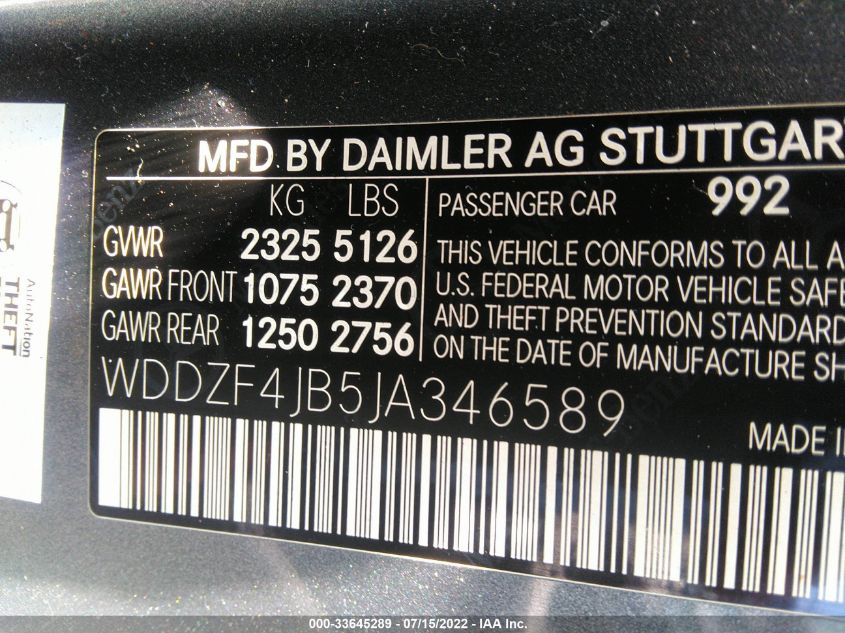 MFD BY DAIMLER AG STUTTGAR
KG LBS
GVWR 2325 5126
GAWR FRONT 1075 2370
GAWR REAR 1250 2756
PASSENGER CAR 992
THIS VEHICLE CONFORMS TO ALL A
U.S. FEDERAL MOTOR VEHICLE SAFE
AND THEFT PREVENTION STANDARD
ON THE DATE OF MANUFACTURE SH
WDDZF4JB5JA346589
MADE I
AutoNation
THEFT
000-33645289 - 07/15/2022 - IAA Inc.